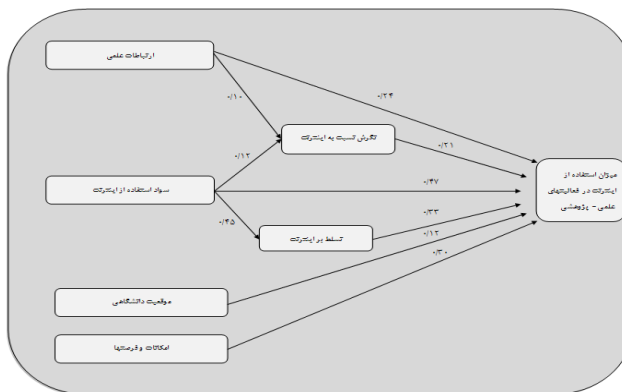 ارتباطات علمی
۰/۲۴
۰/۱۰
نگرش نسبت به اینترنت
۰/۲۱
۰/۱۲
میزان استفاده از
اینترنت در فعالیتهای
علمی - پژوهشی
سواد استفاده از اینترنت
۰/۴۷
۰/۴۵
۰/۳۳
تسلط بر اینترنت
۰/۱۲
۰/۳۰
موقعیت دانشگاهی
امکانات و فرصتها